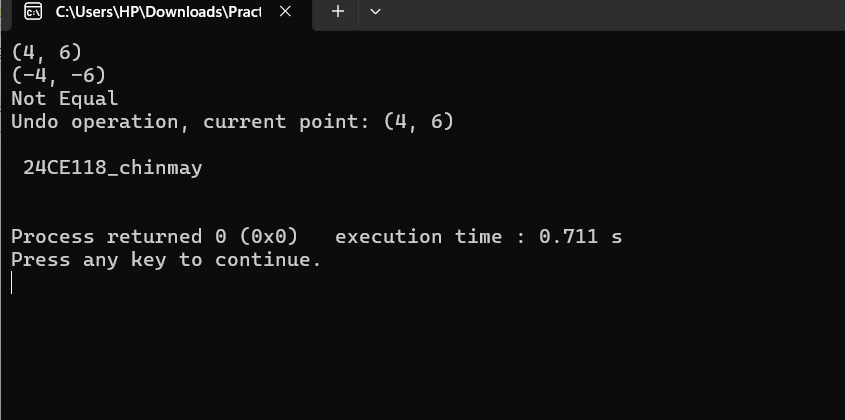 C:\Users\HP\Downloads\Pract
(4, 6)
(-4, -6)
Not Equal
Undo operation, current point: (4, 6)
24CE118_chinmay
Process returned 0 (0x0)   execution time : 0.711 s
Press any key to continue.